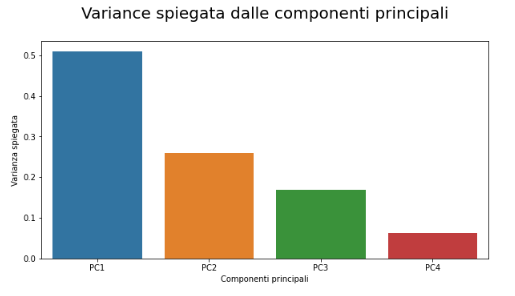 Variance spiegata dalle componenti principali
0.5
0.4
0.3
0.2
0.1
0.0
Varianza spiegata
PC1 PC2 PC3 PC4
Componenti principali